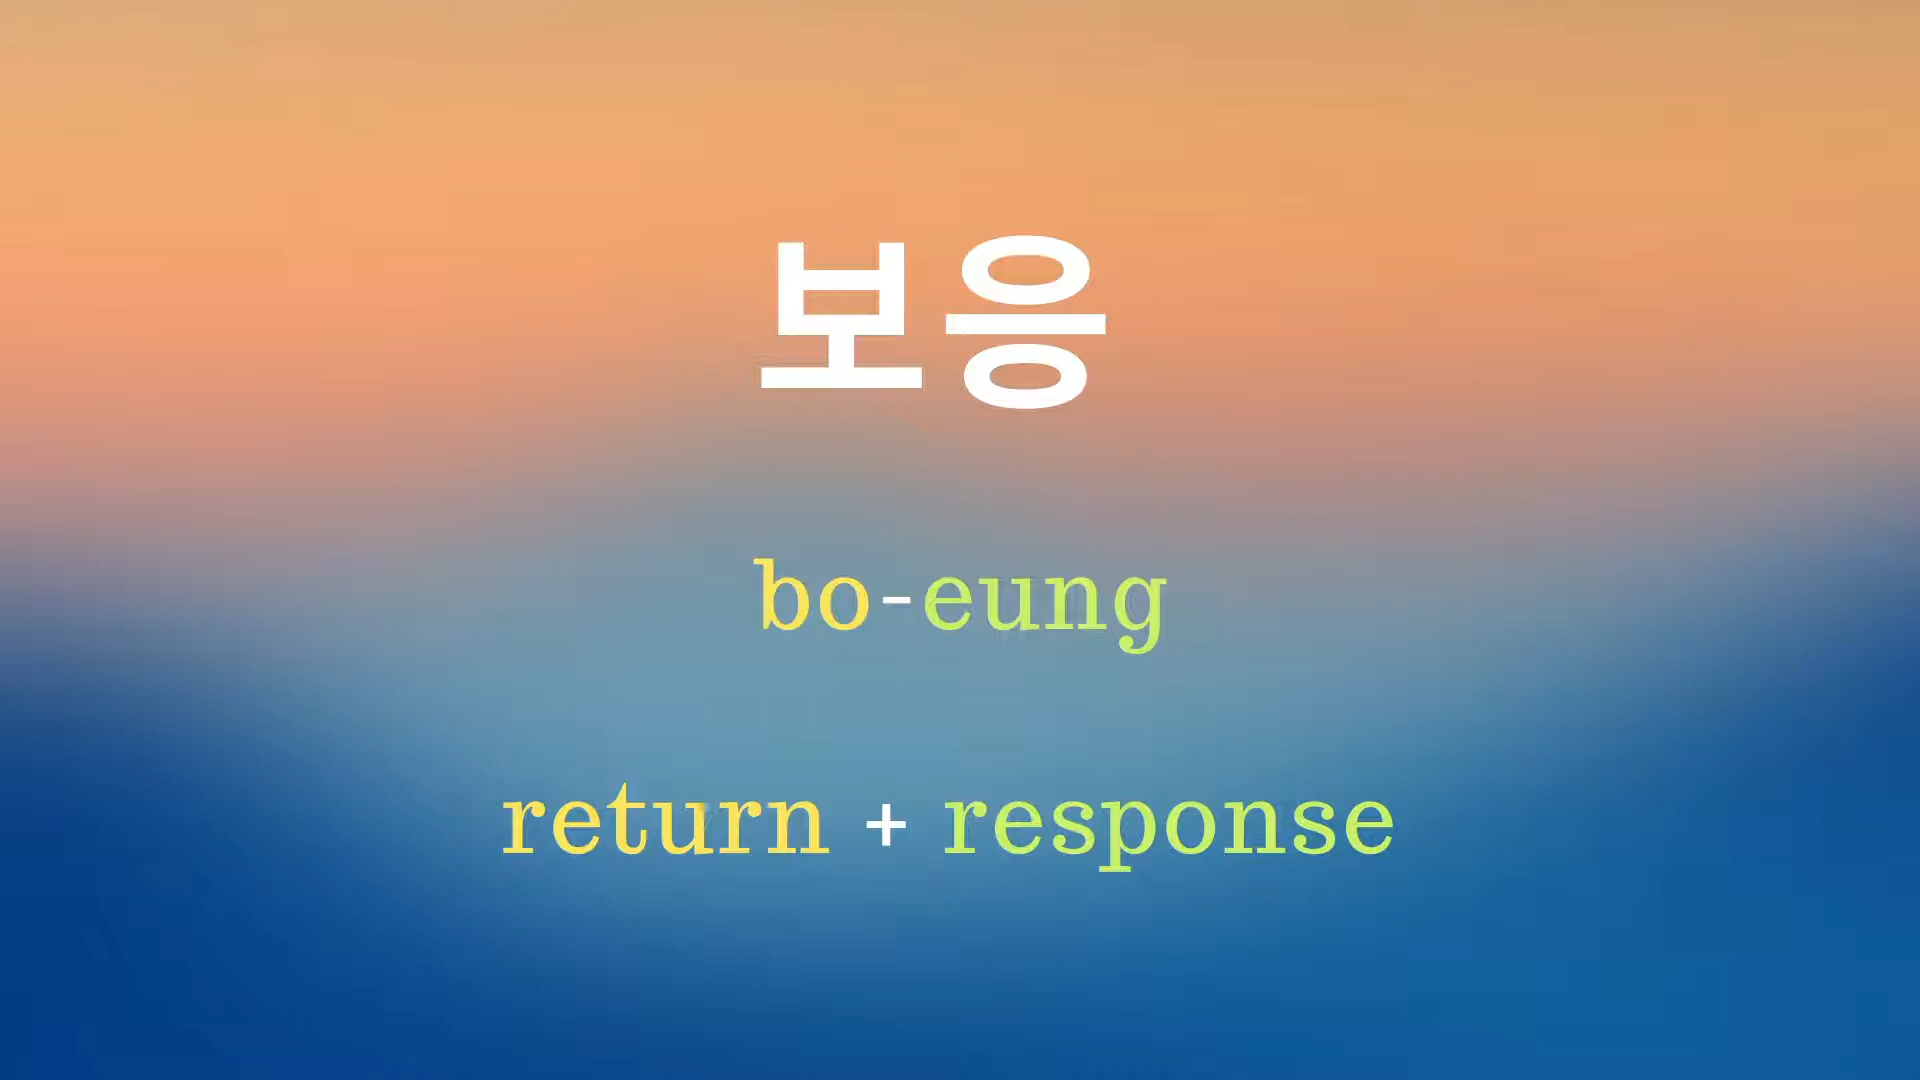 보응
bo-eung
return + response